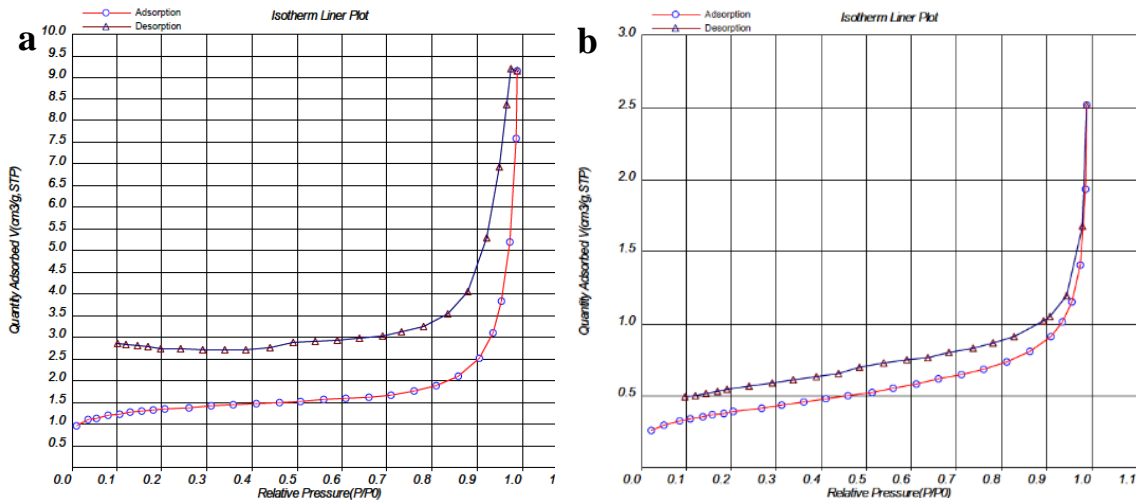 a
Adsorption
Desorption
Isotherm Liner Plot
10.0
9.5
9.0
8.5
8.0
7.5
7.0
6.5
6.0
5.5
5.0
4.5
4.0
3.5
3.0
2.5
2.0
1.5
1.0
0.5
Quantity Adsorbed V(cm3/g,STP)
0.0 0.1 0.2 0.3 0.4 0.5 0.6 0.7 0.8 0.9 1.0 1
Relative Pressure(P/P0)
b
Adsorption
Desorption
Isotherm Liner Plot
3.0
2.5
2.0
1.5
1.0
0.5
Quantity Adsorbed V(cm3/g,STP)
0.0 0.1 0.2 0.3 0.4 0.5 0.6 0.7 0.8 0.9 1.0 1.1
Relative Pressure(P/P0)